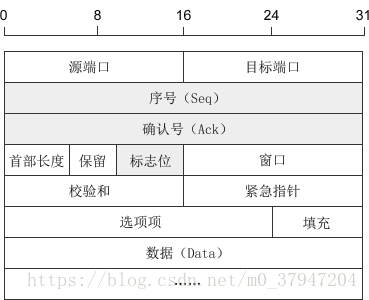 0 8 16 24 31
源端口 目标端口
序号（Seq）
确认号（Ack）
首部长度 保留 标志位 窗口
校验和 紧急指针
选项项 填充
数据（Data）
......
https://blog.csdn.net/m0_37947204